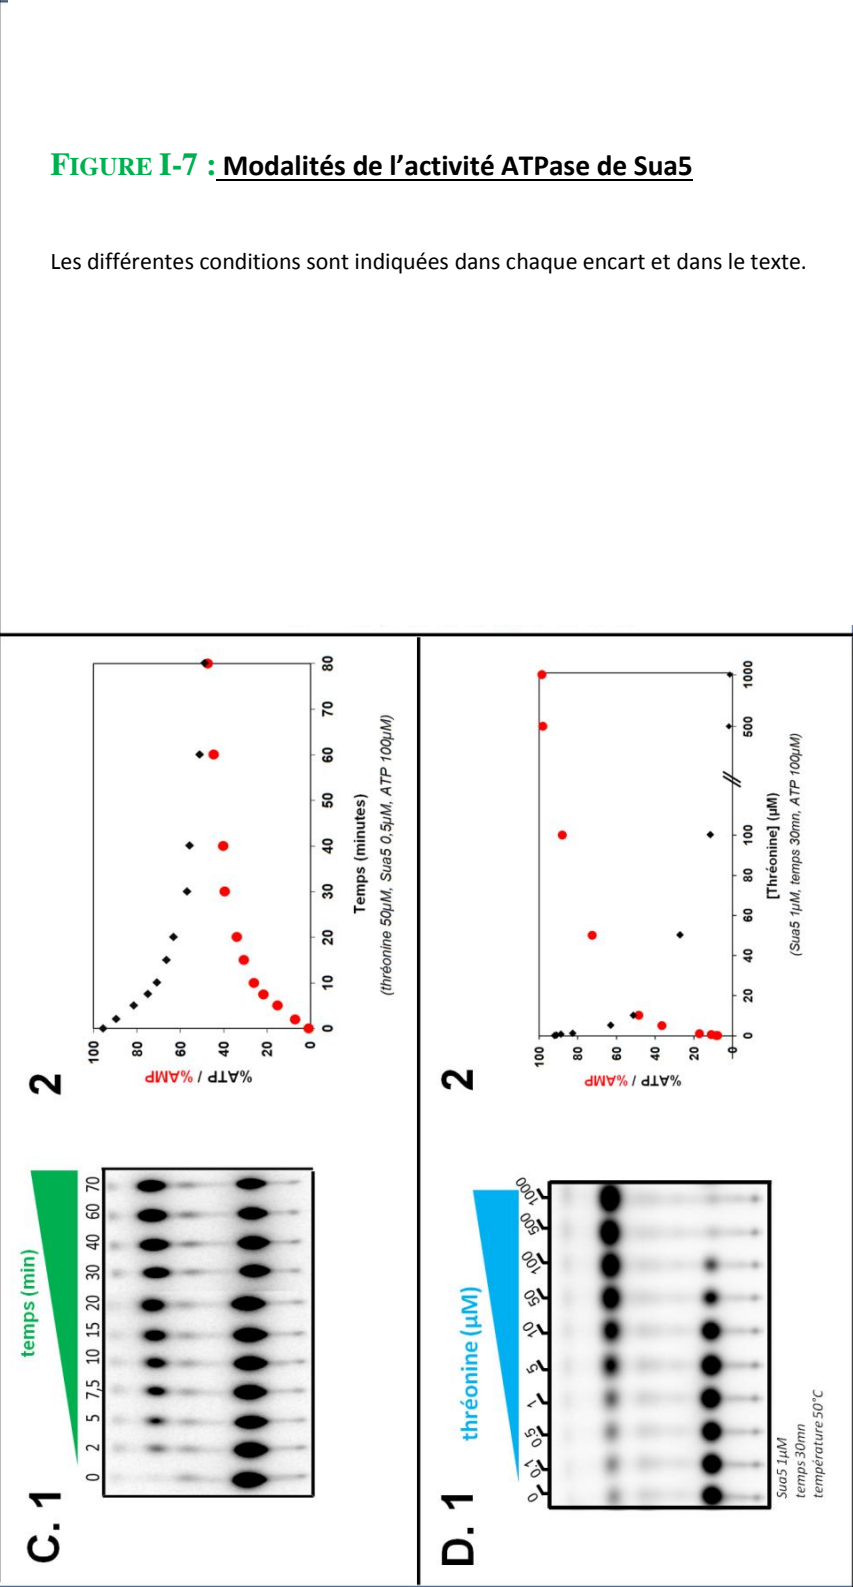 FIGURE I-7 : Modalités de l'activité ATPase de Sua5
Les différentes conditions sont indiquées dans chaque encart et dans le texte.
C. 1
temps (min)
0 2 5 7,5 10 15 20 30 40 60 70
2
%ATP / %AMP
100 80 60 40 20 0
0 10 20 30 40 50 60 70 80
Temps (minutes)
(thréonine 50µM, Sua5 0,5µM, ATP 100µM)
D. 1
thréonine (µM)
0 0,1 0,5 1 5 10 50 100 500 1000
Sua5 1µM
temps 30mn
température 50°C
2
%ATP / %AMP
100 80 60 40 20 0
0 20 40 60 80 100 500 1000
[Thréonine] (µM)
(Sua5 1µM, temps 30mn, ATP 100µM)